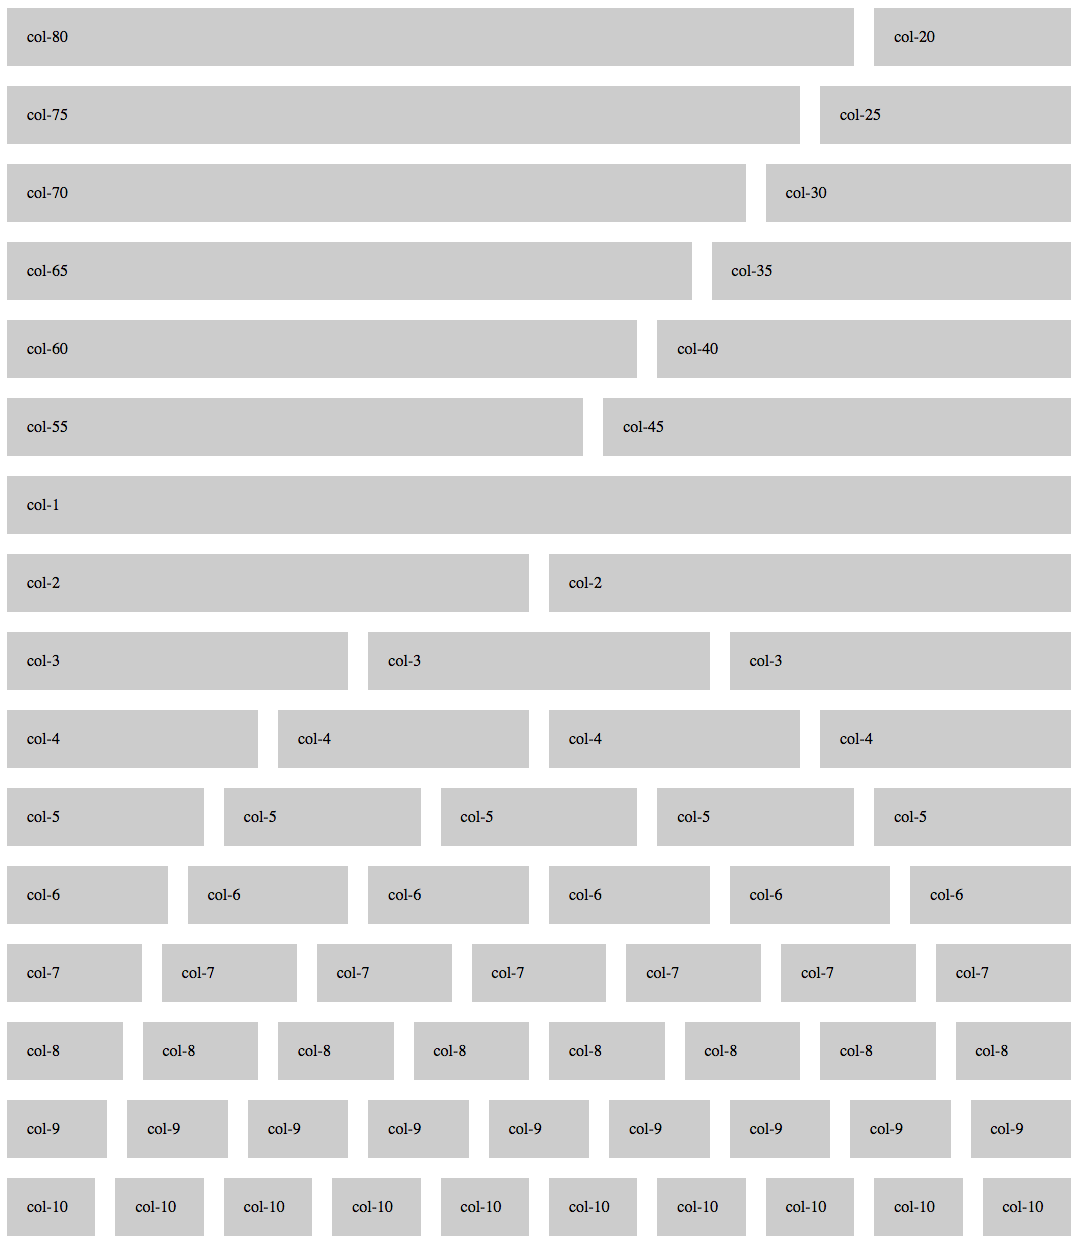 col-80 col-20
col-75 col-25
col-70 col-30
col-65 col-35
col-60 col-40
col-55 col-45
col-1
col-2 col-2
col-3 col-3 col-3
col-4 col-4 col-4 col-4
col-5 col-5 col-5 col-5 col-5
col-6 col-6 col-6 col-6 col-6 col-6
col-7 col-7 col-7 col-7 col-7 col-7 col-7
col-8 col-8 col-8 col-8 col-8 col-8 col-8 col-8
col-9 col-9 col-9 col-9 col-9 col-9 col-9 col-9 col-9
col-10 col-10 col-10 col-10 col-10 col-10 col-10 col-10 col-10 col-10